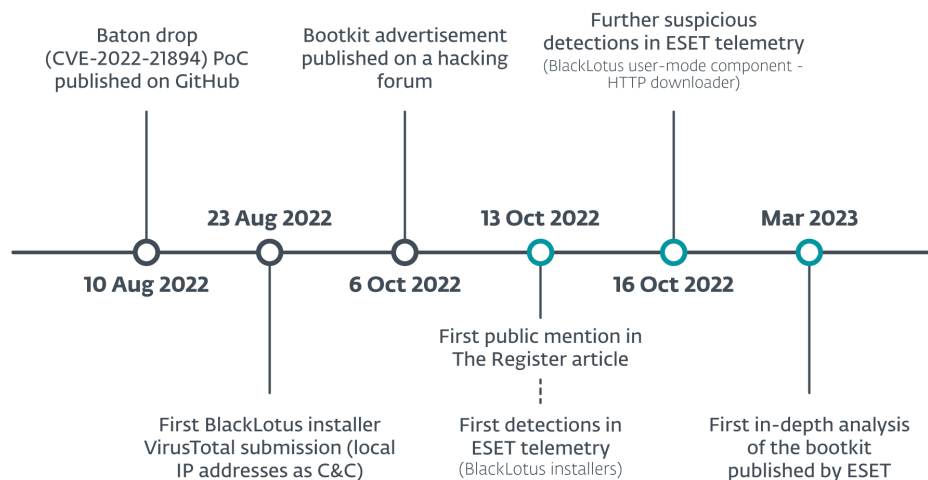 Baton drop
(CVE-2022-21894) PoC
published on GitHub
Bootkit advertisement
published on a hacking
forum
Further suspicious
detections in ESET telemetry
(BlackLotus user-mode component -
HTTP downloader)
23 Aug 2022
13 Oct 2022
Mar 2023
10 Aug 2022
6 Oct 2022
16 Oct 2022
First public mention in
The Register article
First BlackLotus installer
VirusTotal submission (local
IP addresses as C&C)
First detections in
ESET telemetry
(BlackLotus installers)
First in-depth analysis
of the bootkit
published by ESET